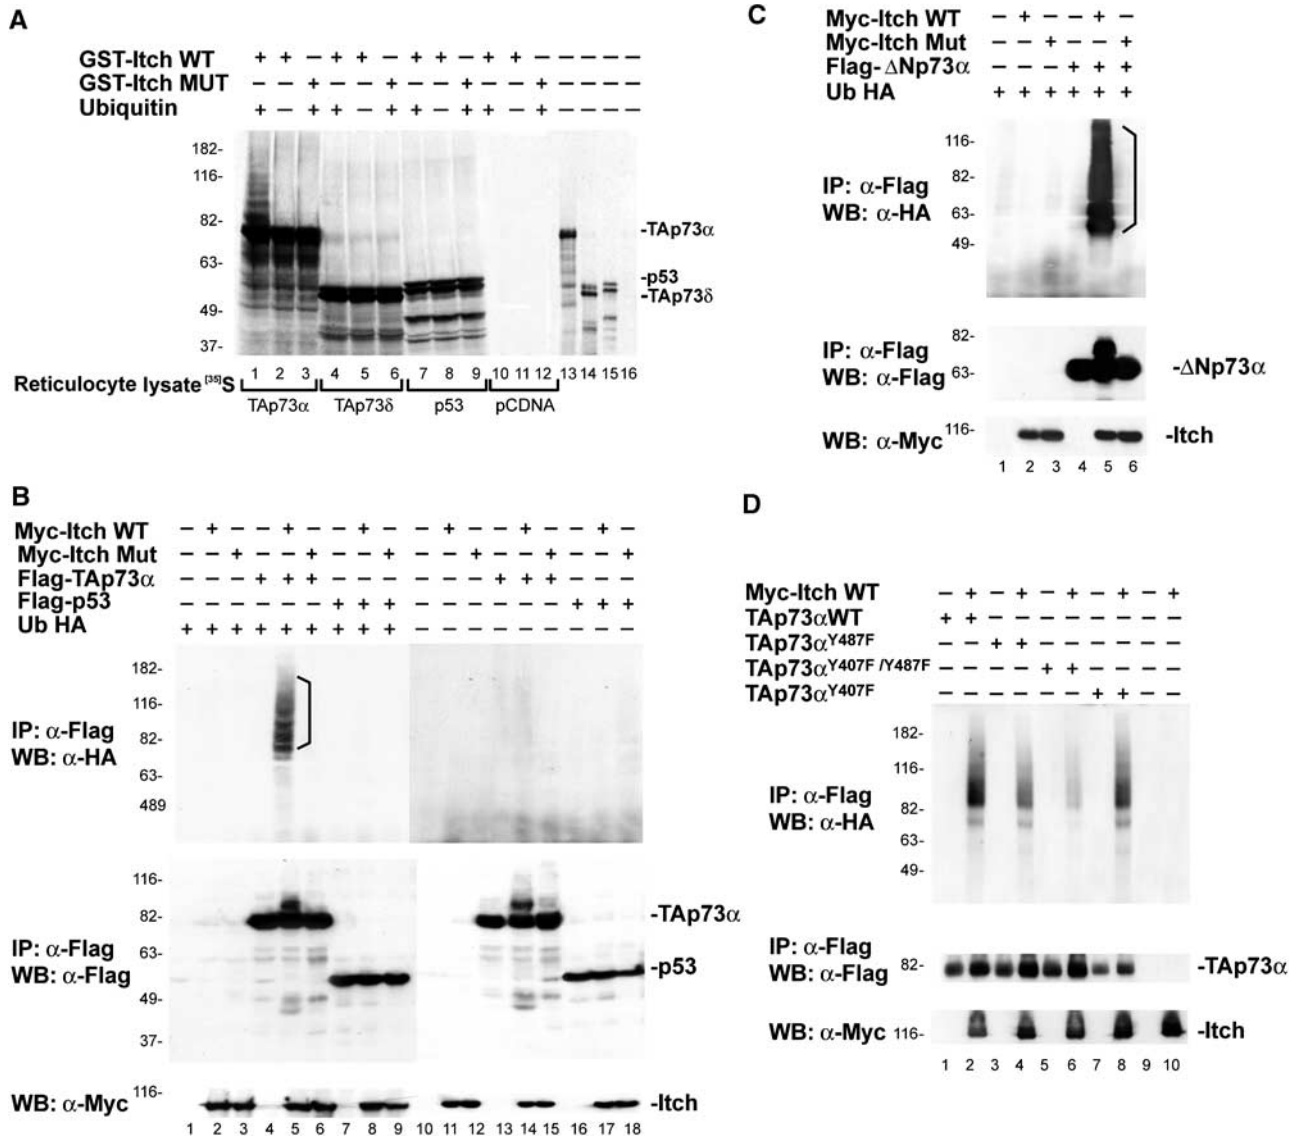 A
GST-Itch WT + + – + + – + + – + + – – – – –
GST-Itch MUT – – + – – + – – + – – + – – – –
Ubiquitin + – + + – + + – + + – + – – – –
182-
116-
82-
63-
49-
37-
-TAp73α
-p53
-TAp73δ
1 2 3 4 5 6 7 8 9 10 11 12 13 14 15 16
Reticulocyte lysate [35]S
TAp73α TAp73δ p53 pCDNA
B
Myc-Itch WT – + – – + – – + – – + – – + – – + –
Myc-Itch Mut – – + – – + – – + – – + – – + – – +
Flag-TAp73α – – – + + + – – – – – – + + + – – –
Flag-p53 – – – – – – + + + – – – – – – + + +
Ub HA + + + + + + + + + – – – – – – – – –
182-
116-
82-
63-
489
IP: α-Flag
WB: α-HA
116-
82-
63-
49-
37-
IP: α-Flag
WB: α-Flag
-TAp73α
-p53
116-
WB: α-Myc
-Itch
1 2 3 4 5 6 7 8 9 10 11 12 13 14 15 16 17 18
C
Myc-Itch WT – + – – + –
Myc-Itch Mut – – + – – +
Flag-ΔNp73α – – – + + +
Ub HA + + + + + +
116-
82-
63-
49-
IP: α-Flag
WB: α-HA
82-
63-
IP: α-Flag
WB: α-Flag
-ΔNp73α
WB: α-Myc
116-
-Itch
1 2 3 4 5 6
D
Myc-Itch WT – + – + – + – + – +
TAp73αWT + + – – – – – – – –
TAp73αY487F – – + + – – – – – –
TAp73αY407F /Y487F – – – – + + – – – –
TAp73αY407F – – – – – – + + – –
182-
116-
82-
63-
49-
IP: α-Flag
WB: α-HA
IP: α-Flag
WB: α-Flag
82-
-TAp73α
WB: α-Myc
116-
-Itch
1 2 3 4 5 6 7 8 9 10